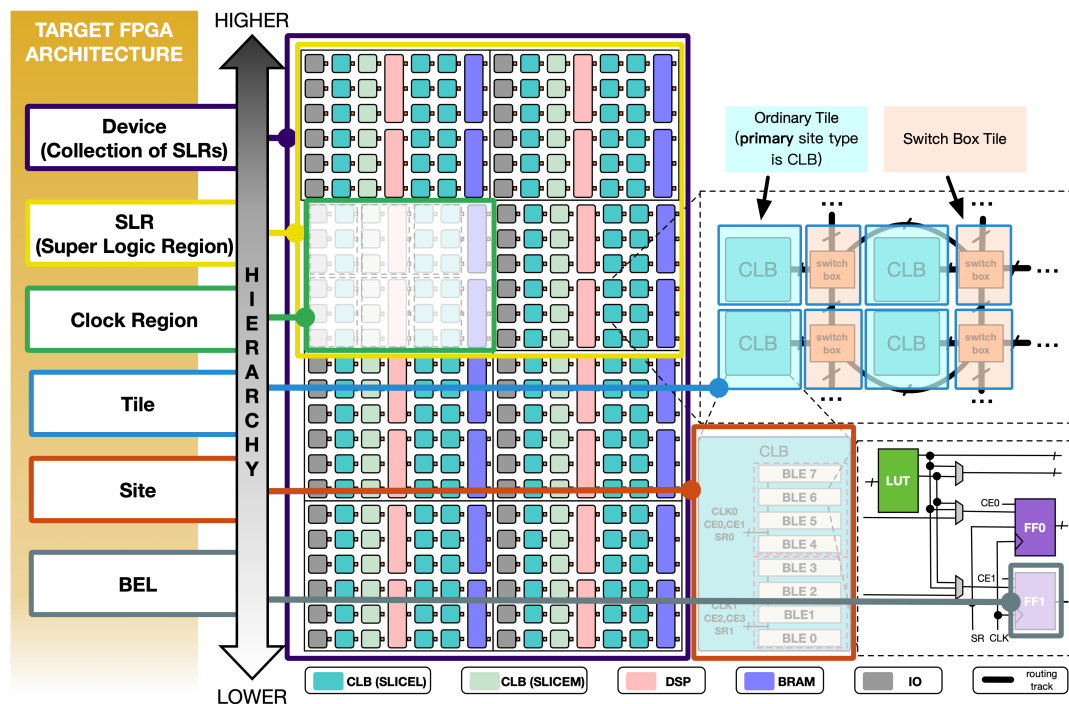 TARGET FPGA
ARCHITECTURE
HIGHER
HIERARCHY
LOWER
Device
(Collection of SLRs)
SLR
(Super Logic Region)
Clock Region
Tile
Site
BEL
Ordinary Tile
(primary site type
is CLB)
Switch Box Tile
...
...
CLB
switch
box
CLB
switch
box
...
CLB
switch
box
CLB
switch
box
...
...
...
CLB
BLE 7
BLE 6
BLE 5
BLE 4
BLE 3
BLE 2
BLE1
BLE 0
CLK0
CE0,CE1
SR0
CLK1
CE2,CE3
SR1
LUT
CE0
FF0
CE1
FF1
SR CLK
CLB (SLICEL)
CLB (SLICEM)
DSP
BRAM
IO
routing
track